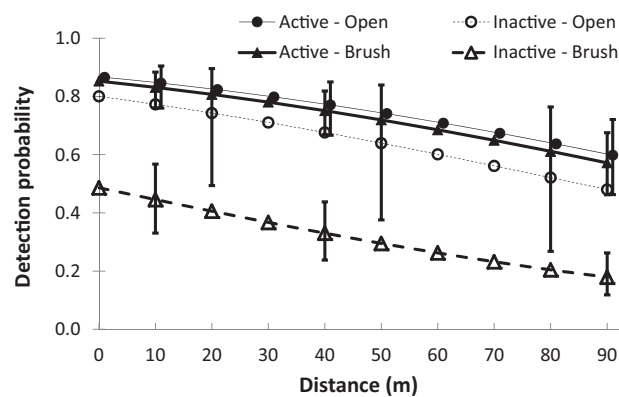 Active - Open
Inactive - Open
Active - Brush
Inactive - Brush
1.0
0.8
0.6
0.4
0.2
0.0
Detection probability
0 10 20 30 40 50 60 70 80 90
Distance (m)